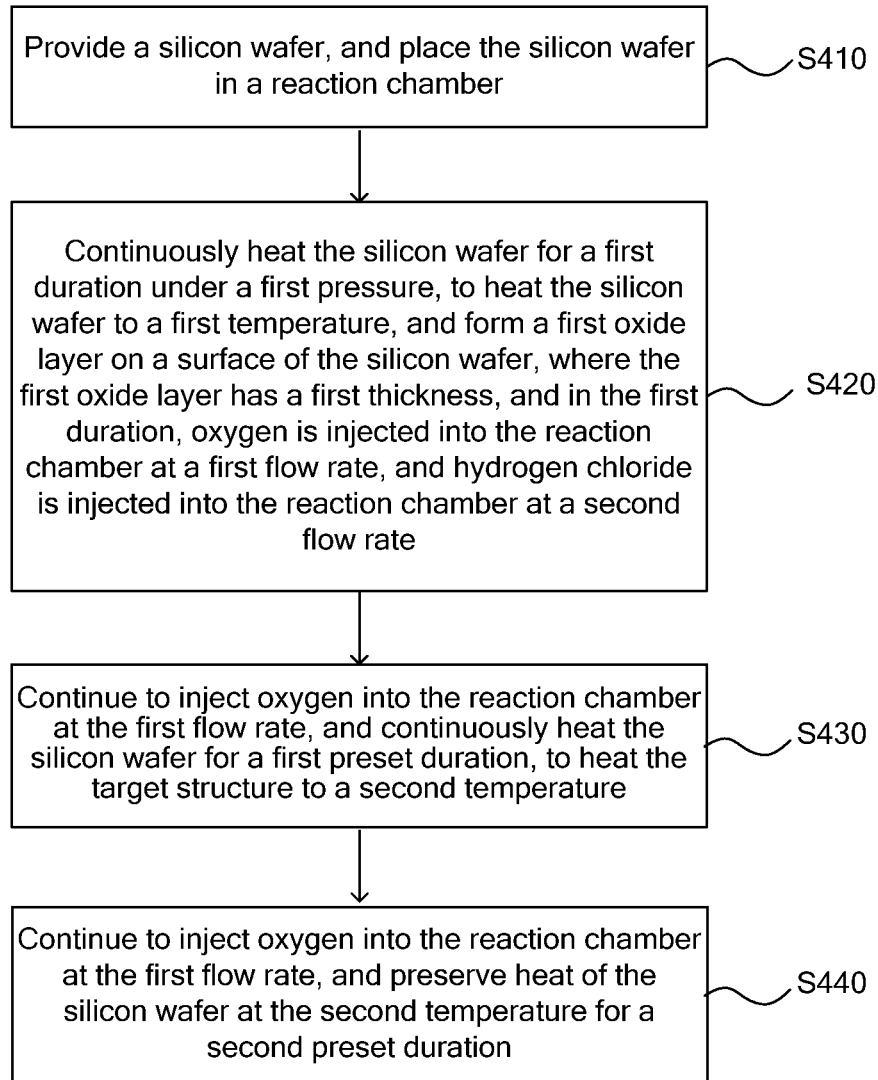 Provide a silicon wafer, and place the silicon wafer
in a reaction chamber
S410
Continuously heat the silicon wafer for a first
duration under a first pressure, to heat the silicon
wafer to a first temperature, and form a first oxide
layer on a surface of the silicon wafer, where the
first oxide layer has a first thickness, and in the first
duration, oxygen is injected into the reaction
chamber at a first flow rate, and hydrogen chloride
is injected into the reaction chamber at a second
flow rate
S420
Continue to inject oxygen into the reaction chamber
at the first flow rate, and continuously heat the
silicon wafer for a first preset duration, to heat the
target structure to a second temperature
S430
Continue to inject oxygen into the reaction chamber
at the first flow rate, and preserve heat of the
silicon wafer at the second temperature for a
second preset duration
S440